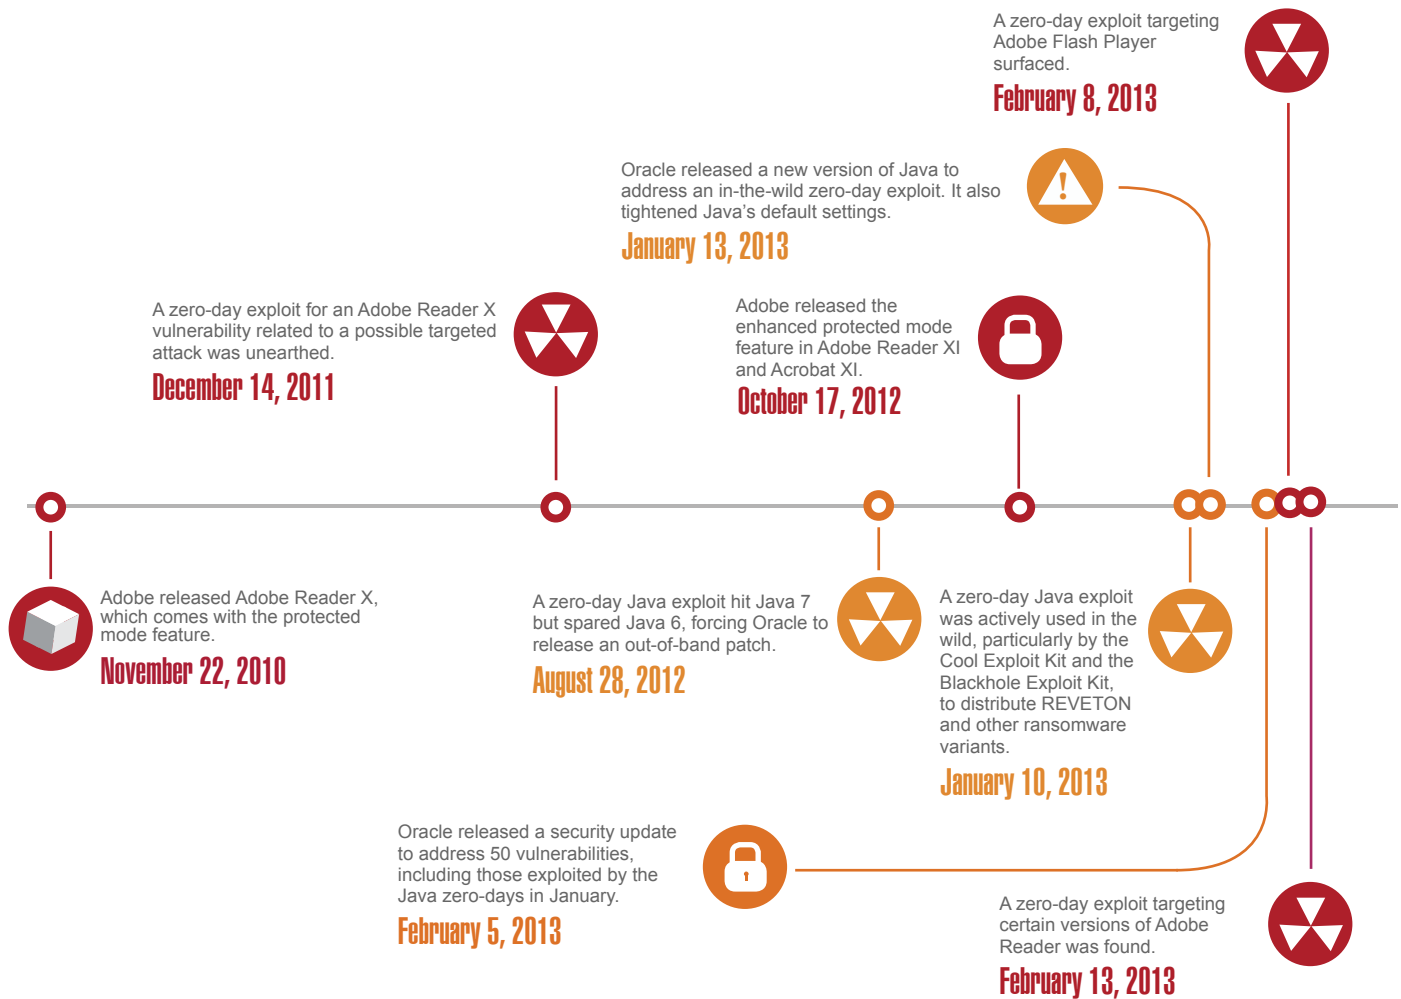 A zero-day exploit targeting
Adobe Flash Player
surfaced.
February 8, 2013
Oracle released a new version of Java to
address an in-the-wild zero-day exploit. It also
tightened Java’s default settings.
January 13, 2013
A zero-day exploit for an Adobe Reader X
vulnerability related to a possible targeted
attack was unearthed.
December 14, 2011
Adobe released the
enhanced protected mode
feature in Adobe Reader XI
and Acrobat XI.
October 17, 2012
Adobe released Adobe Reader X,
which comes with the protected
mode feature.
November 22, 2010
A zero-day Java exploit hit Java 7
but spared Java 6, forcing Oracle to
release an out-of-band patch.
August 28, 2012
A zero-day Java exploit
was actively used in the
wild, particularly by the
Cool Exploit Kit and the
Blackhole Exploit Kit,
to distribute REVETON
and other ransomware
variants.
January 10, 2013
Oracle released a security update
to address 50 vulnerabilities,
including those exploited by the
Java zero-days in January.
February 5, 2013
A zero-day exploit targeting
certain versions of Adobe
Reader was found.
February 13, 2013